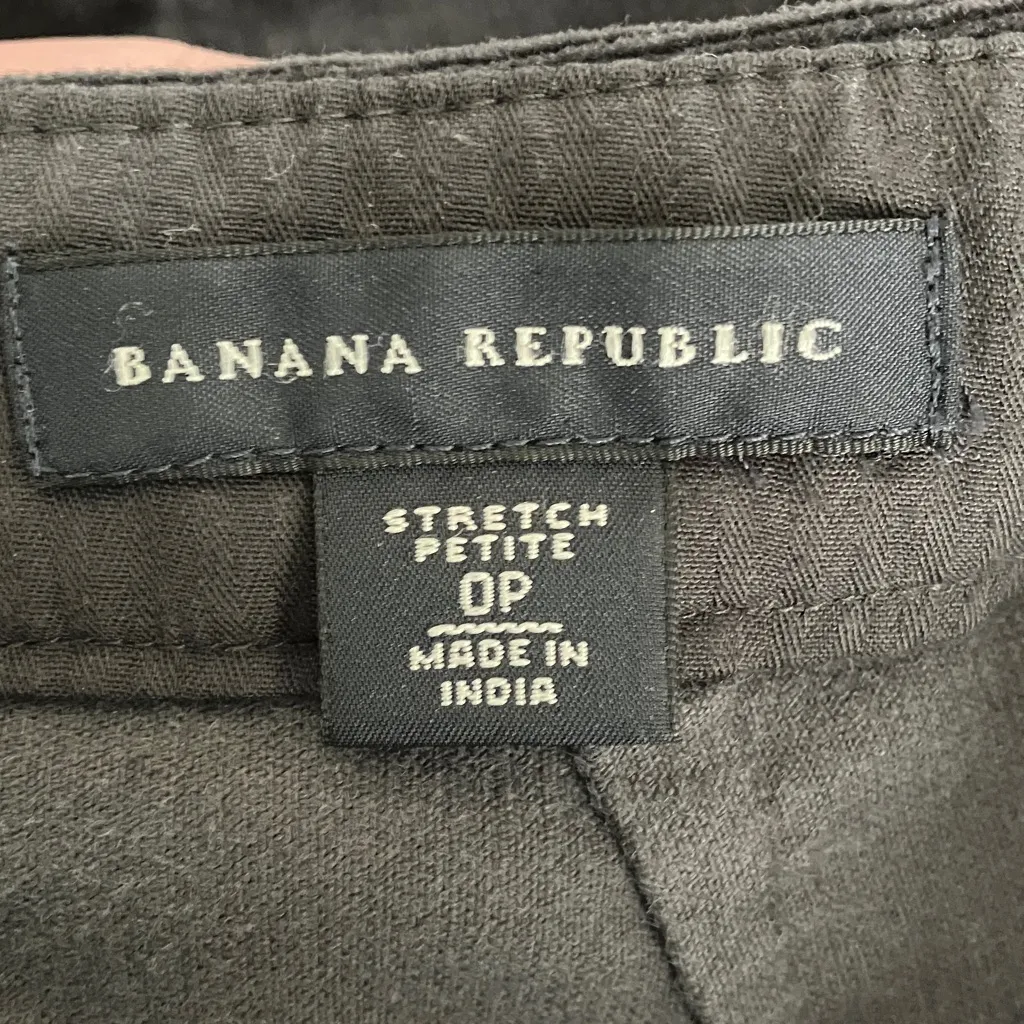 BANANA REPUBLIC
STRETCH
PETITE
0P
MADE IN
INDIA